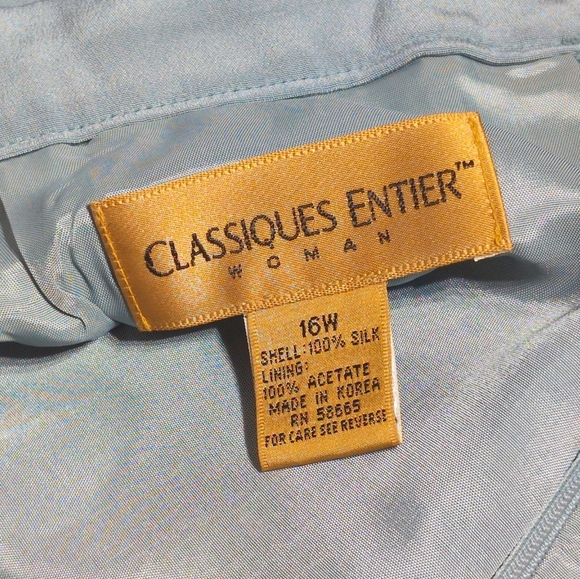 CLASSIQUES ENTIER™
WOMAN
16W
SHELL:100% SILK
LINING:
100% ACETATE
MADE IN KOREA
RN 58665
FOR CARE SEE REVERSE